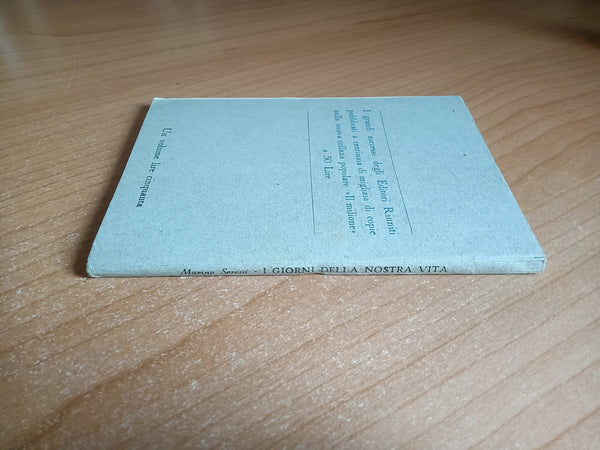 I grandi successi degli Editori Riuniti
pubblicati a centinaia di migliaia di copie
nella nuova collana popolare «Il milione»
a 50 Lire
Un volume lire cinquanta
Marina Sereni - I GIORNI DELLA NOSTRA VITA